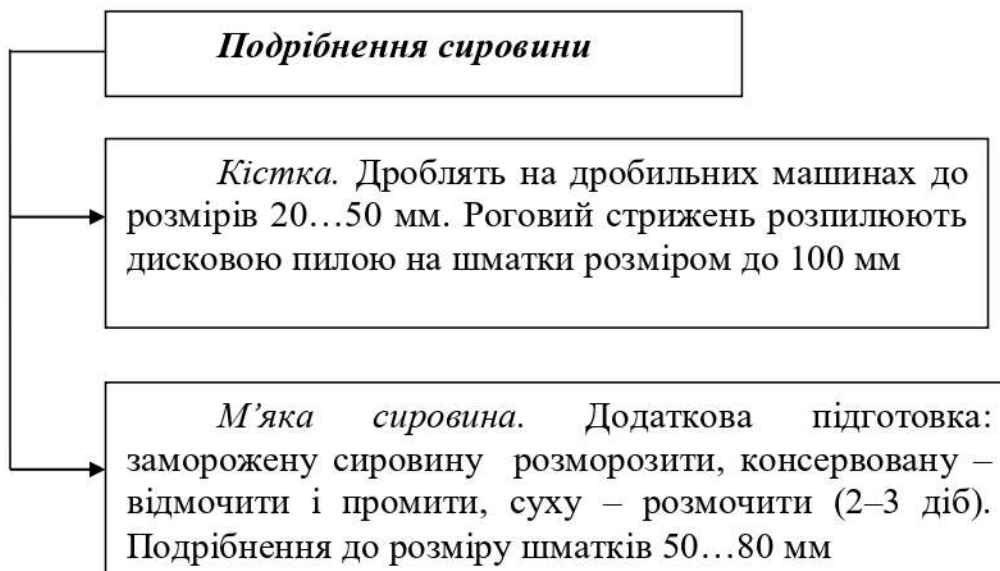 Подрібнення сировини
Кістка. Дроблять на дробильних машинах до
розмірів 20…50 мм. Роговий стрижень розпилюють
дисковою пилою на шматки розміром до 100 мм
М’яка сировина. Додаткова підготовка:
заморожену сировину розморозити, консервовану –
відмочити і промити, суху – розмочити (2–3 діб).
Подрібнення до розміру шматків 50…80 мм